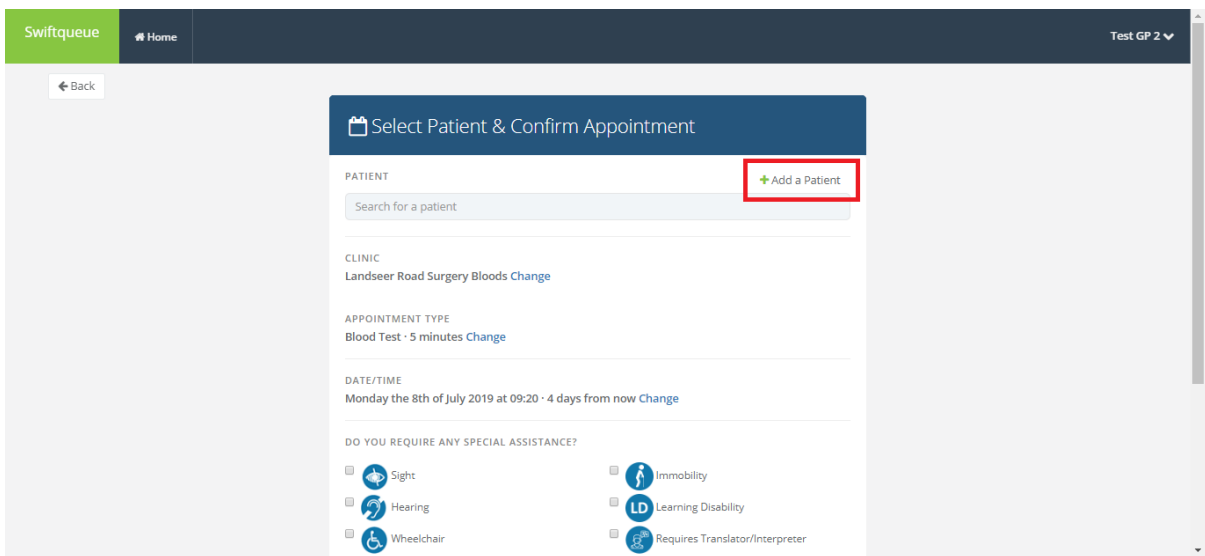 Swiftqueue
Home
Test GP 2
Back
Select Patient & Confirm Appointment
PATIENT
+ Add a Patient
Search for a patient
CLINIC
Landseer Road Surgery Bloods Change
APPOINTMENT TYPE
Blood Test · 5 minutes Change
DATE/TIME
Monday the 8th of July 2019 at 09:20 · 4 days from now Change
DO YOU REQUIRE ANY SPECIAL ASSISTANCE?
Sight
Immobility
Hearing
LD Learning Disability
Wheelchair
Requires Translator/Interpreter